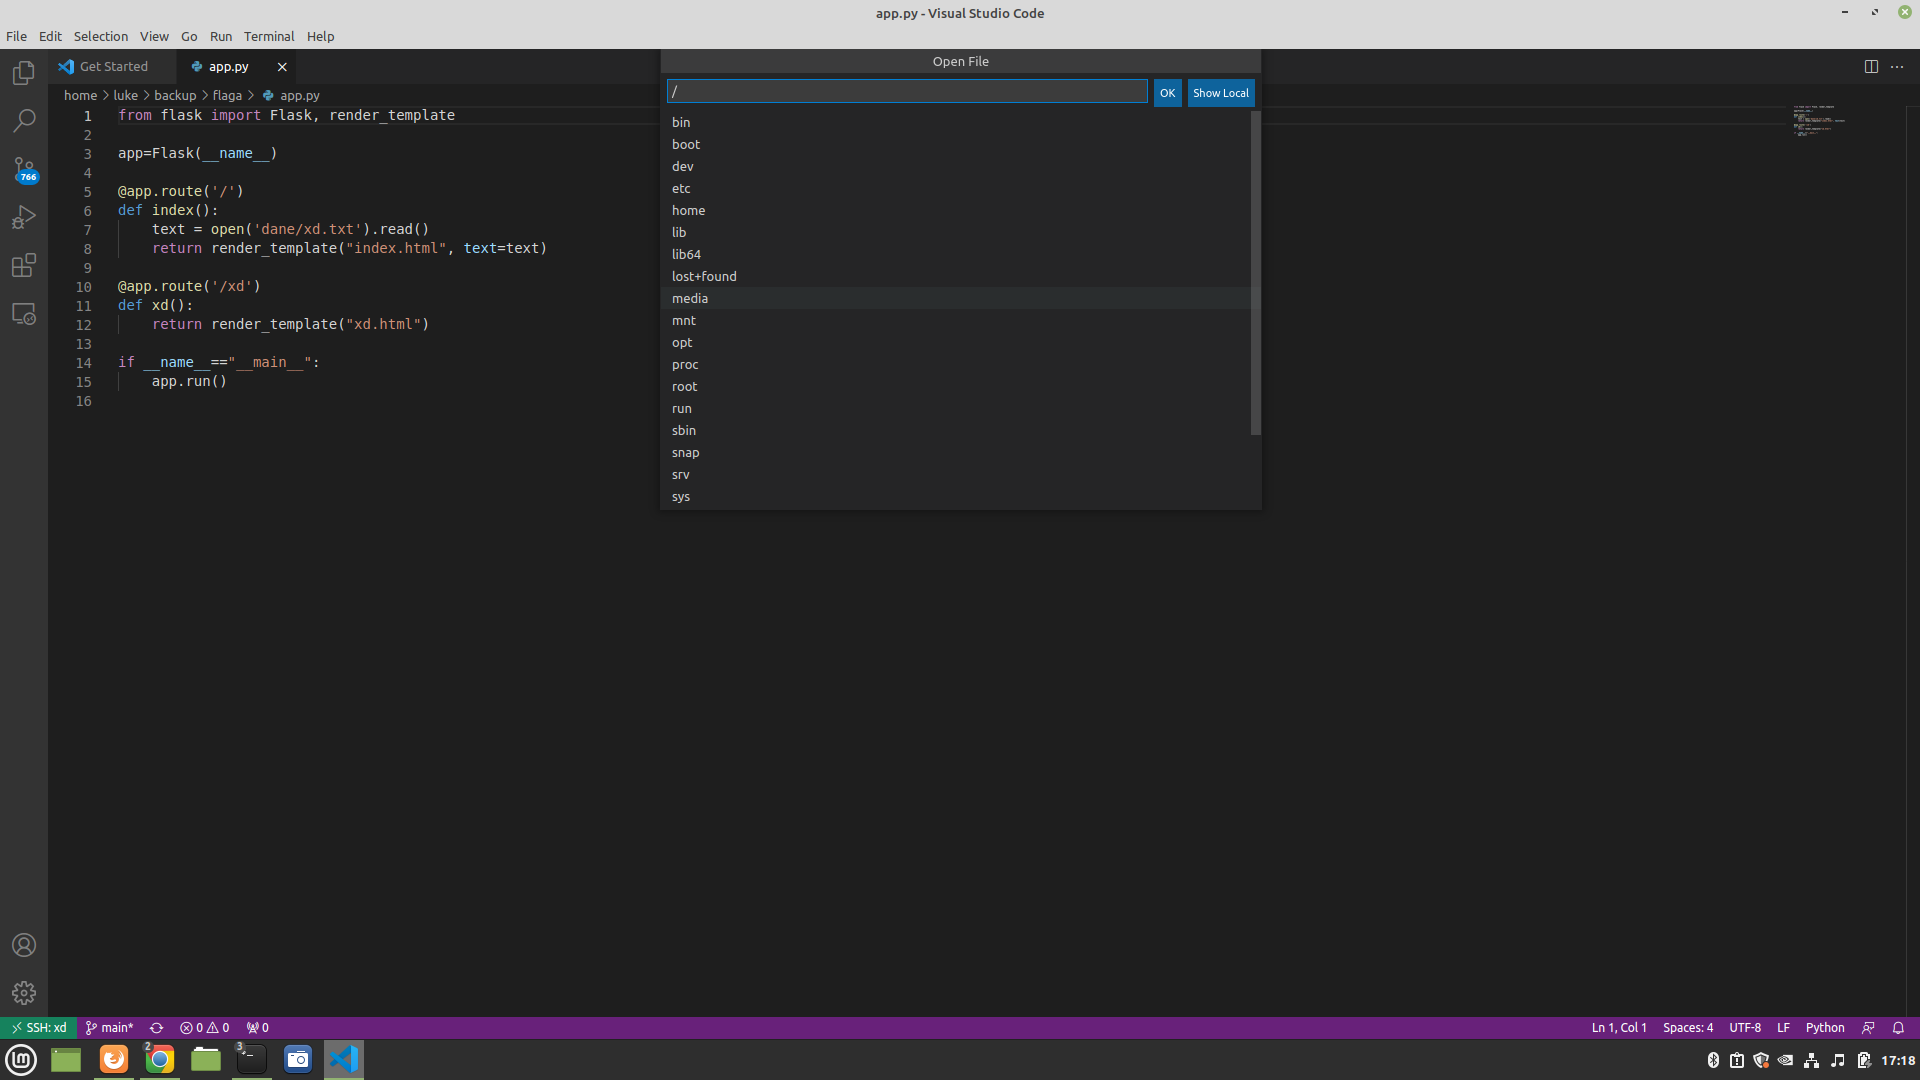 app.py - Visual Studio Code
File Edit Selection View Go Run Terminal Help
Get Started app.py
home > luke > backup > flaga > app.py
1 from flask import Flask, render_template
2
3 app=Flask(__name__)
4
5 @app.route('/')
6 def index():
7 text = open('dane/xd.txt').read()
8 return render_template("index.html", text=text)
9
10 @app.route('/xd')
11 def xd():
12 return render_template("xd.html")
13
14 if __name__=="__main__":
15 app.run()
16
Open File
/ OK Show Local
bin
boot
dev
etc
home
lib
lib64
lost+found
media
mnt
opt
proc
root
run
sbin
snap
srv
sys
766
SSH: xd main* 0 0 0 Ln 1, Col 1 Spaces: 4 UTF-8 LF Python
2 3 17:18